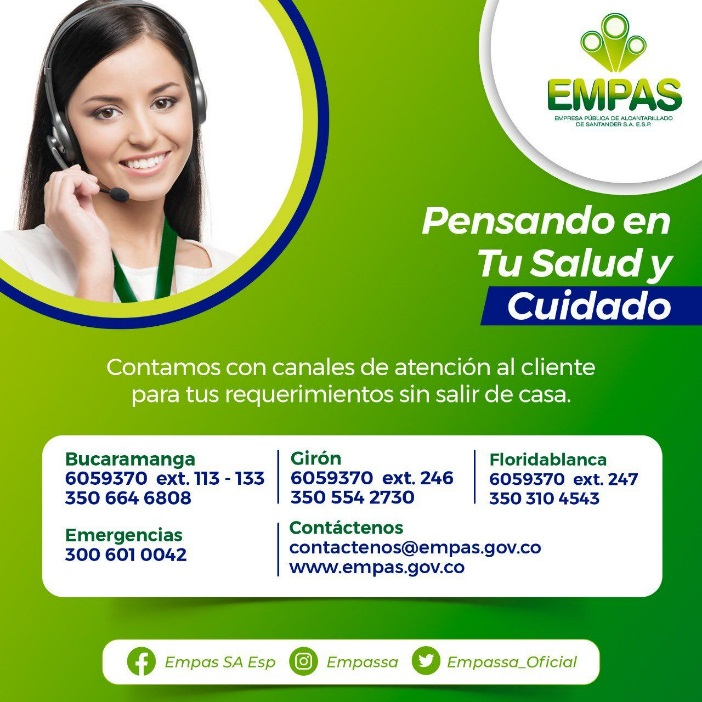 EMPAS
EMPRESA PÚBLICA DE ALCANTARILLADO
DE SANTANDER S.A. E.S.P.
Pensando en
Tu Salud y
Cuidado
Contamos con canales de atención al cliente
para tus requerimientos sin salir de casa.
Bucaramanga
6059370 ext. 113 - 133
350 664 6808
Girón
6059370 ext. 246
350 554 2730
Floridablanca
6059370 ext. 247
350 310 4543
Emergencias
300 601 0042
Contáctenos
contactenos@empas.gov.co
www.empas.gov.co
Empas SA Esp
Empassa
Empassa_Oficial